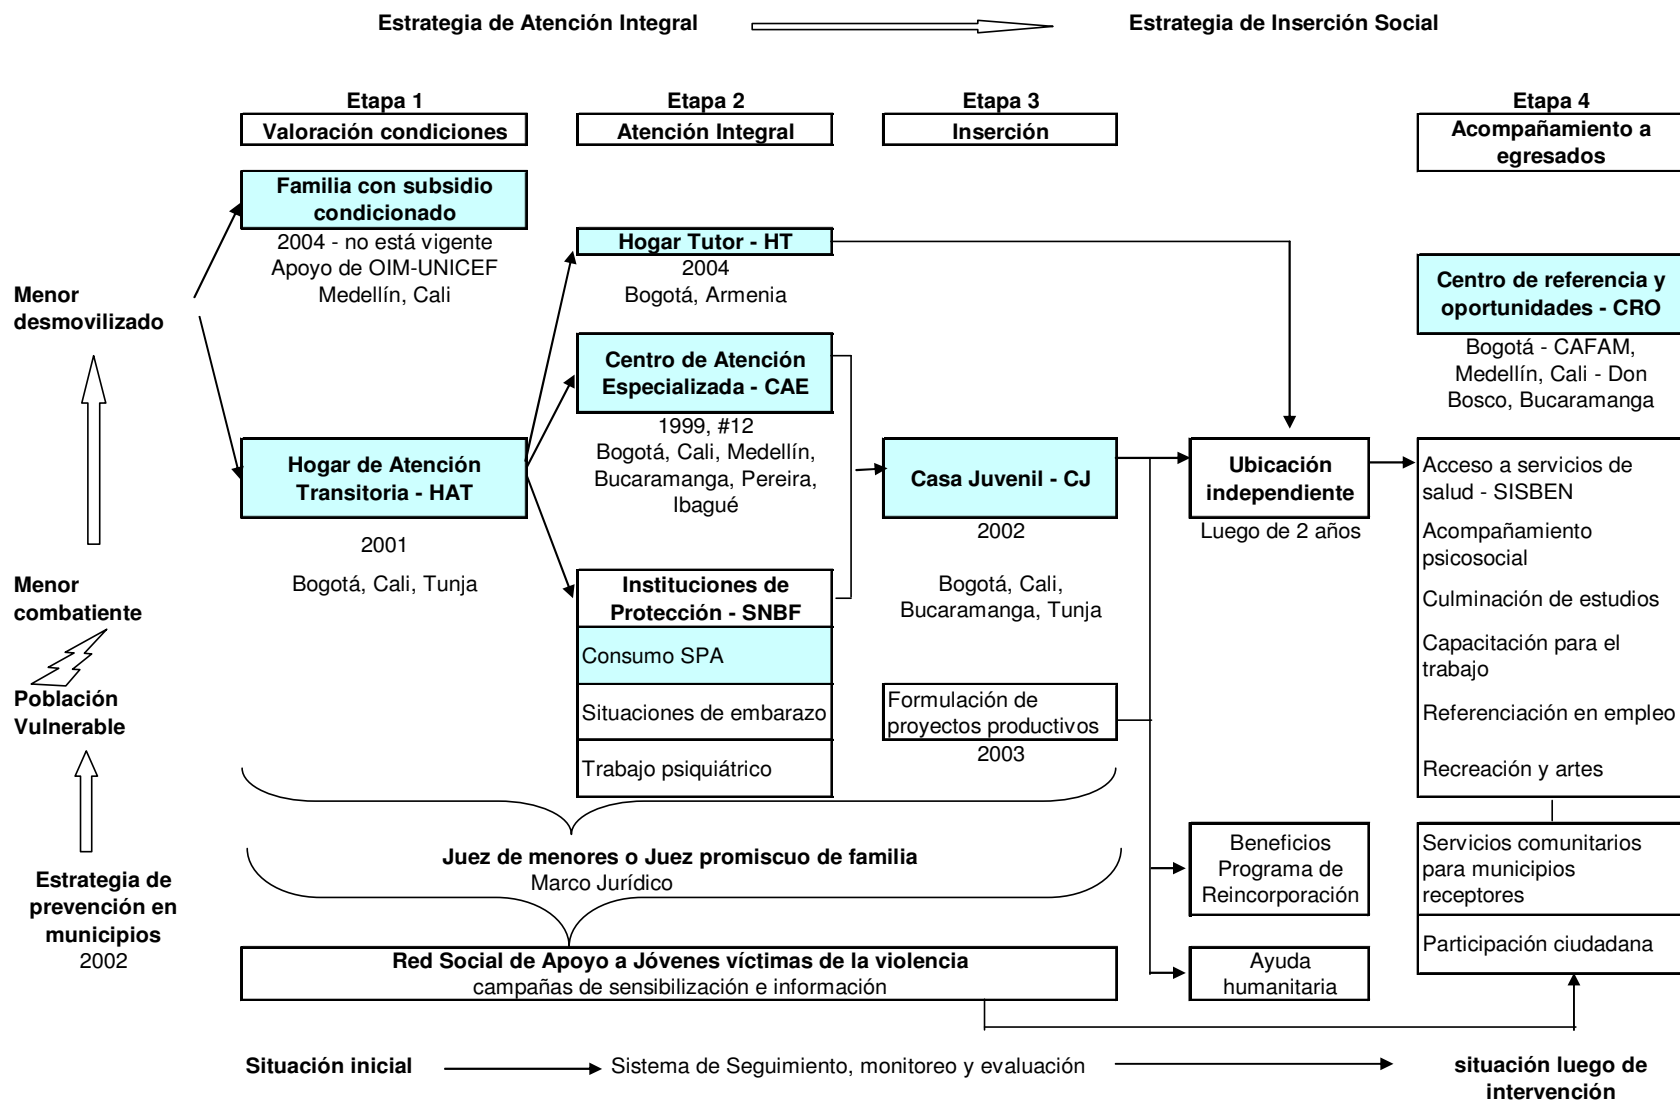 Estrategia de Atención Integral
Estrategia de Inserción Social
Etapa 1
Valoración condiciones
Etapa 2
Atención Integral
Etapa 3
Inserción
Etapa 4
Acompañamiento a
egresados
Menor
desmovilizado
Menor
combatiente
Población
Vulnerable
Estrategia de
prevención en
municipios
2002
Familia con subsidio
condicionado
2004 - no está vigente
Apoyo de OIM-UNICEF
Medellín, Cali
Hogar de Atención
Transitoria - HAT
2001
Bogotá, Cali, Tunja
Hogar Tutor - HT
2004
Bogotá, Armenia
Centro de Atención
Especializada - CAE
1999, #12
Bogotá, Cali, Medellín,
Bucaramanga, Pereira,
Ibagué
Instituciones de
Protección - SNBF
Consumo SPA
Situaciones de embarazo
Trabajo psiquiátrico
Casa Juvenil - CJ
2002
Bogotá, Cali,
Bucaramanga, Tunja
Formulación de
proyectos productivos
2003
Ubicación
independiente
Luego de 2 años
Beneficios
Programa de
Reincorporación
Ayuda
humanitaria
Centro de referencia y
oportunidades - CRO
Bogotá - CAFAM,
Medellín, Cali - Don
Bosco, Bucaramanga
Acceso a servicios de
salud - SISBEN
Acompañamiento
psicosocial
Culminación de estudios
Capacitación para el
trabajo
Referenciación en empleo
Recreación y artes
Servicios comunitarios
para municipios
receptores
Participación ciudadana
Juez de menores o Juez promiscuo de familia
Marco Jurídico
Red Social de Apoyo a Jóvenes víctimas de la violencia
campañas de sensibilización e información
Situación inicial
Sistema de Seguimiento, monitoreo y evaluación
situación luego de
intervención